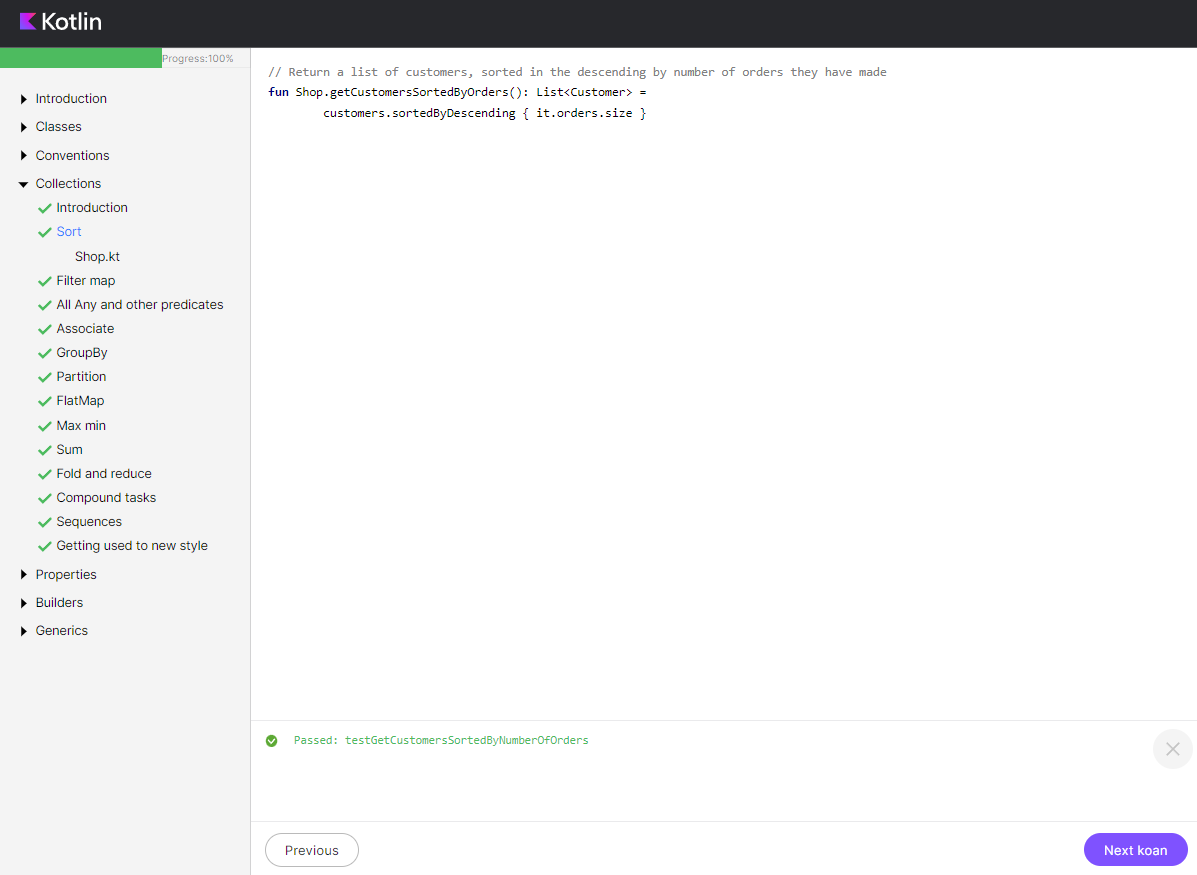 Kotlin
Progress:100%
Introduction
Classes
Conventions
Collections
Introduction
Sort
Shop.kt
Filter map
All Any and other predicates
Associate
GroupBy
Partition
FlatMap
Max min
Sum
Fold and reduce
Compound tasks
Sequences
Getting used to new style
Properties
Builders
Generics
// Return a list of customers, sorted in the descending by number of orders they have made
fun Shop.getCustomersSortedByOrders(): List<Customer> =
        customers.sortedByDescending { it.orders.size }
Passed: testGetCustomersSortedByNumberOfOrders
Previous
Next koan